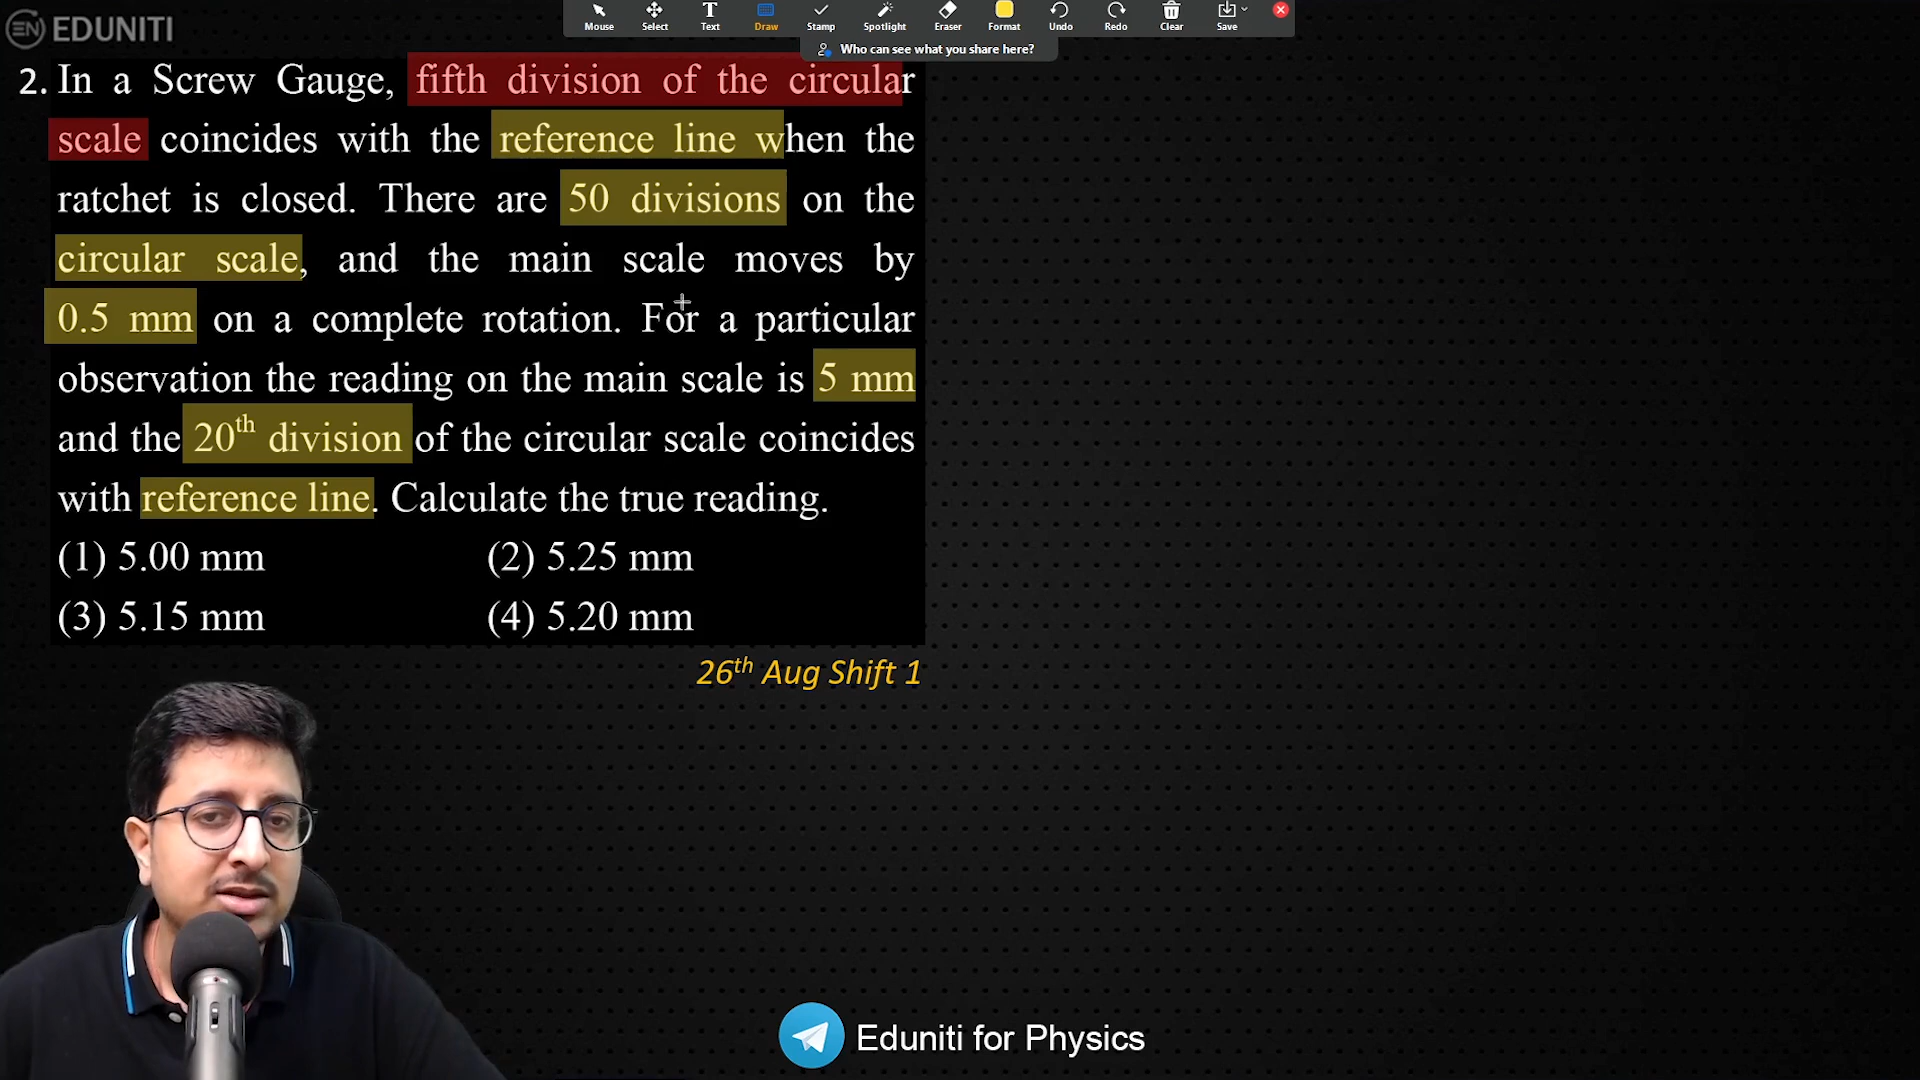 EN EDUNITI
Mouse Select Text Draw Stamp Spotlight Eraser Format Undo Redo Clear Save
Who can see what you share here?
2. In a Screw Gauge, fifth division of the circular
scale coincides with the reference line when the
ratchet is closed. There are 50 divisions on the
circular scale, and the main scale moves by
0.5 mm on a complete rotation. For a particular
observation the reading on the main scale is 5 mm
and the 20th division of the circular scale coincides
with reference line. Calculate the true reading.
(1) 5.00 mm (2) 5.25 mm
(3) 5.15 mm (4) 5.20 mm
26th Aug Shift 1
Eduniti for Physics